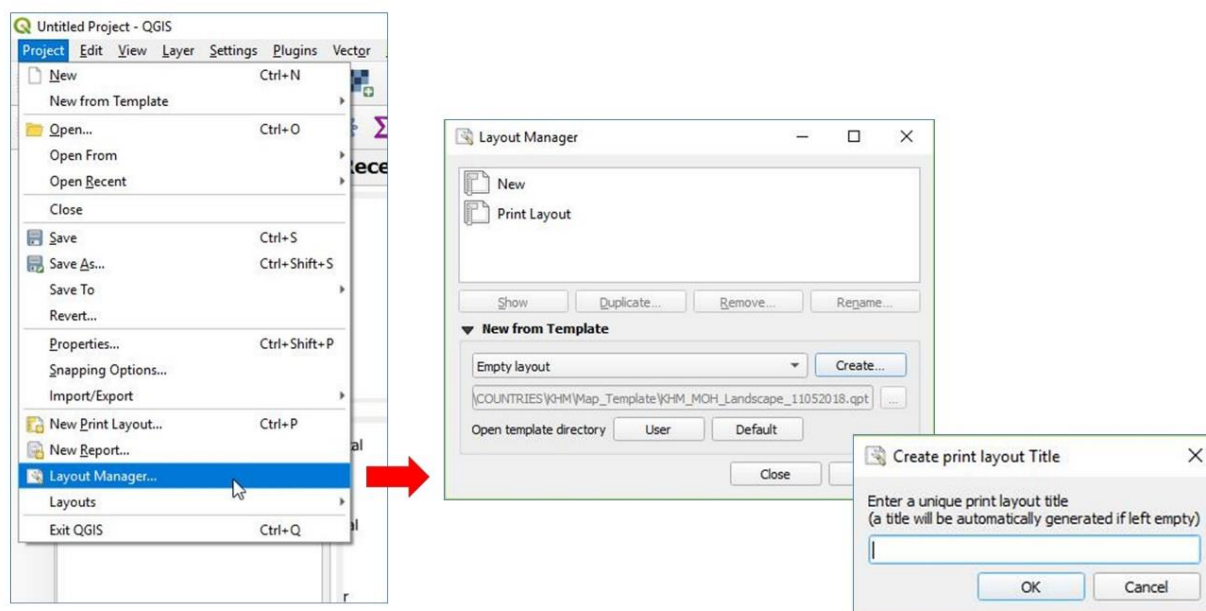 Untitled Project - QGIS
Project Edit View Layer Settings Plugins Vector
New Ctrl+N
New from Template
Open... Ctrl+O
Open From
Open Recent
Close
Save Ctrl+S
Save As... Ctrl+Shift+S
Save To
Revert...
Properties... Ctrl+Shift+P
Snapping Options...
Import/Export
New Print Layout... Ctrl+P
New Report...
Layout Manager...
Layouts
Exit QGIS Ctrl+Q
Layout Manager
New
Print Layout
Show Duplicate... Remove... Rename...
New from Template
Empty layout Create...
\COUNTRIES\KHM\Map_Template\KHM_MOH_Landscape_11052018.qpt ...
Open template directory User Default
Close
Create print layout Title
Enter a unique print layout title
(a title will be automatically generated if left empty)
OK Cancel